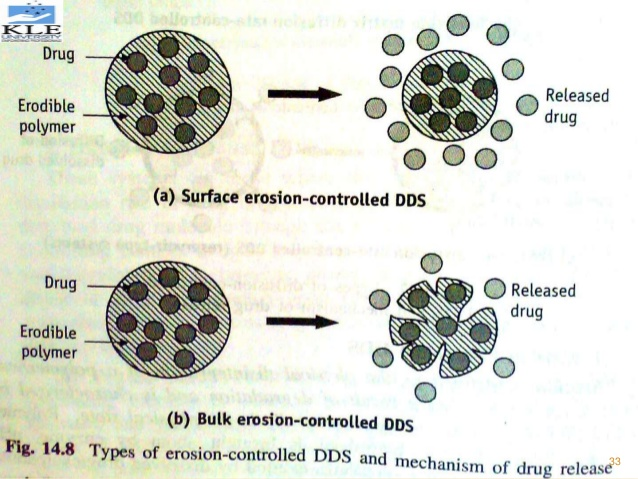 KLE
UNIVERSITY
Drug
Erodible
polymer
Released
drug
(a) Surface erosion-controlled DDS
Drug
Erodible
polymer
Released
drug
(b) Bulk erosion-controlled DDS
Fig. 14.8 Types of erosion-controlled DDS and mechanism of drug release
33